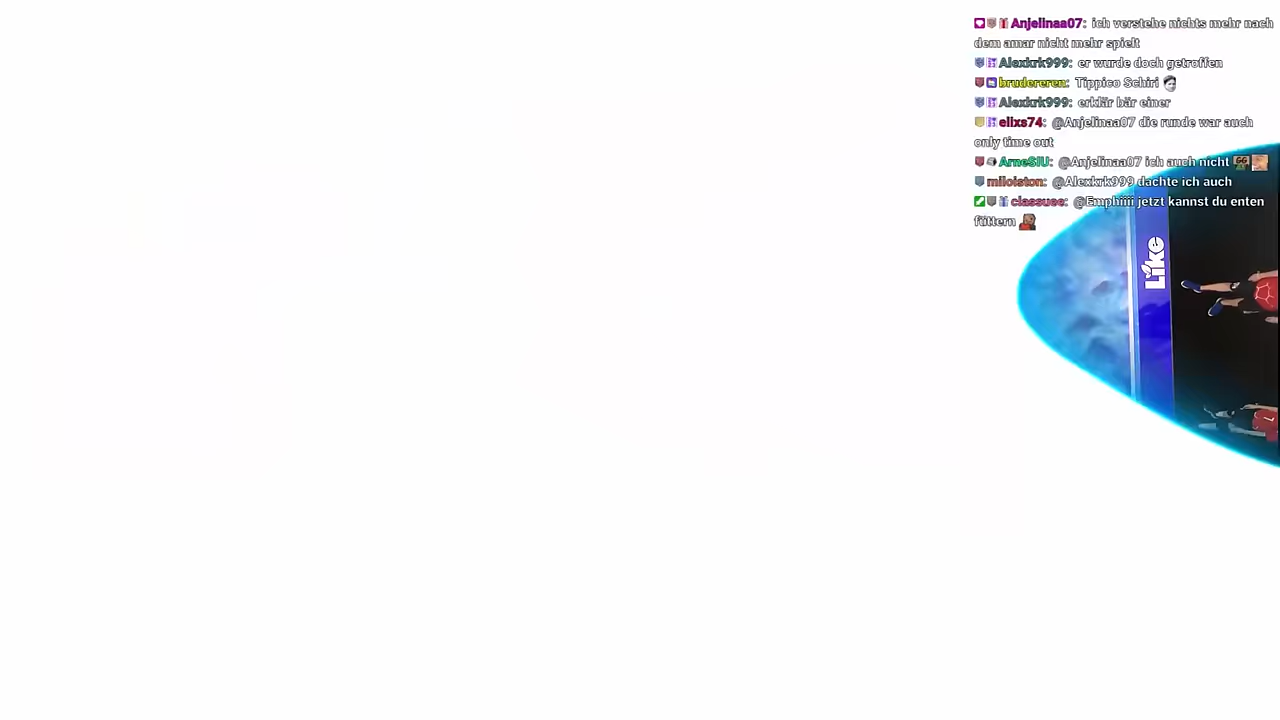 Anjelinaa07: ich verstehe nichts mehr nach
dem amar nicht mehr spielt
Alexkrk999: er wurde doch getroffen
brudereren: Tippico Schiri
Alexkrk999: erklär bär einer
elixs74: @Anjelinaa07 die runde war auch
only time out
ArneSIU: @Anjelinaa07 ich auch nicht GG
miloiston: @Alexkrk999 dachte ich auch
classuee: @Emphiiii jetzt kannst du enten
füttern
Like